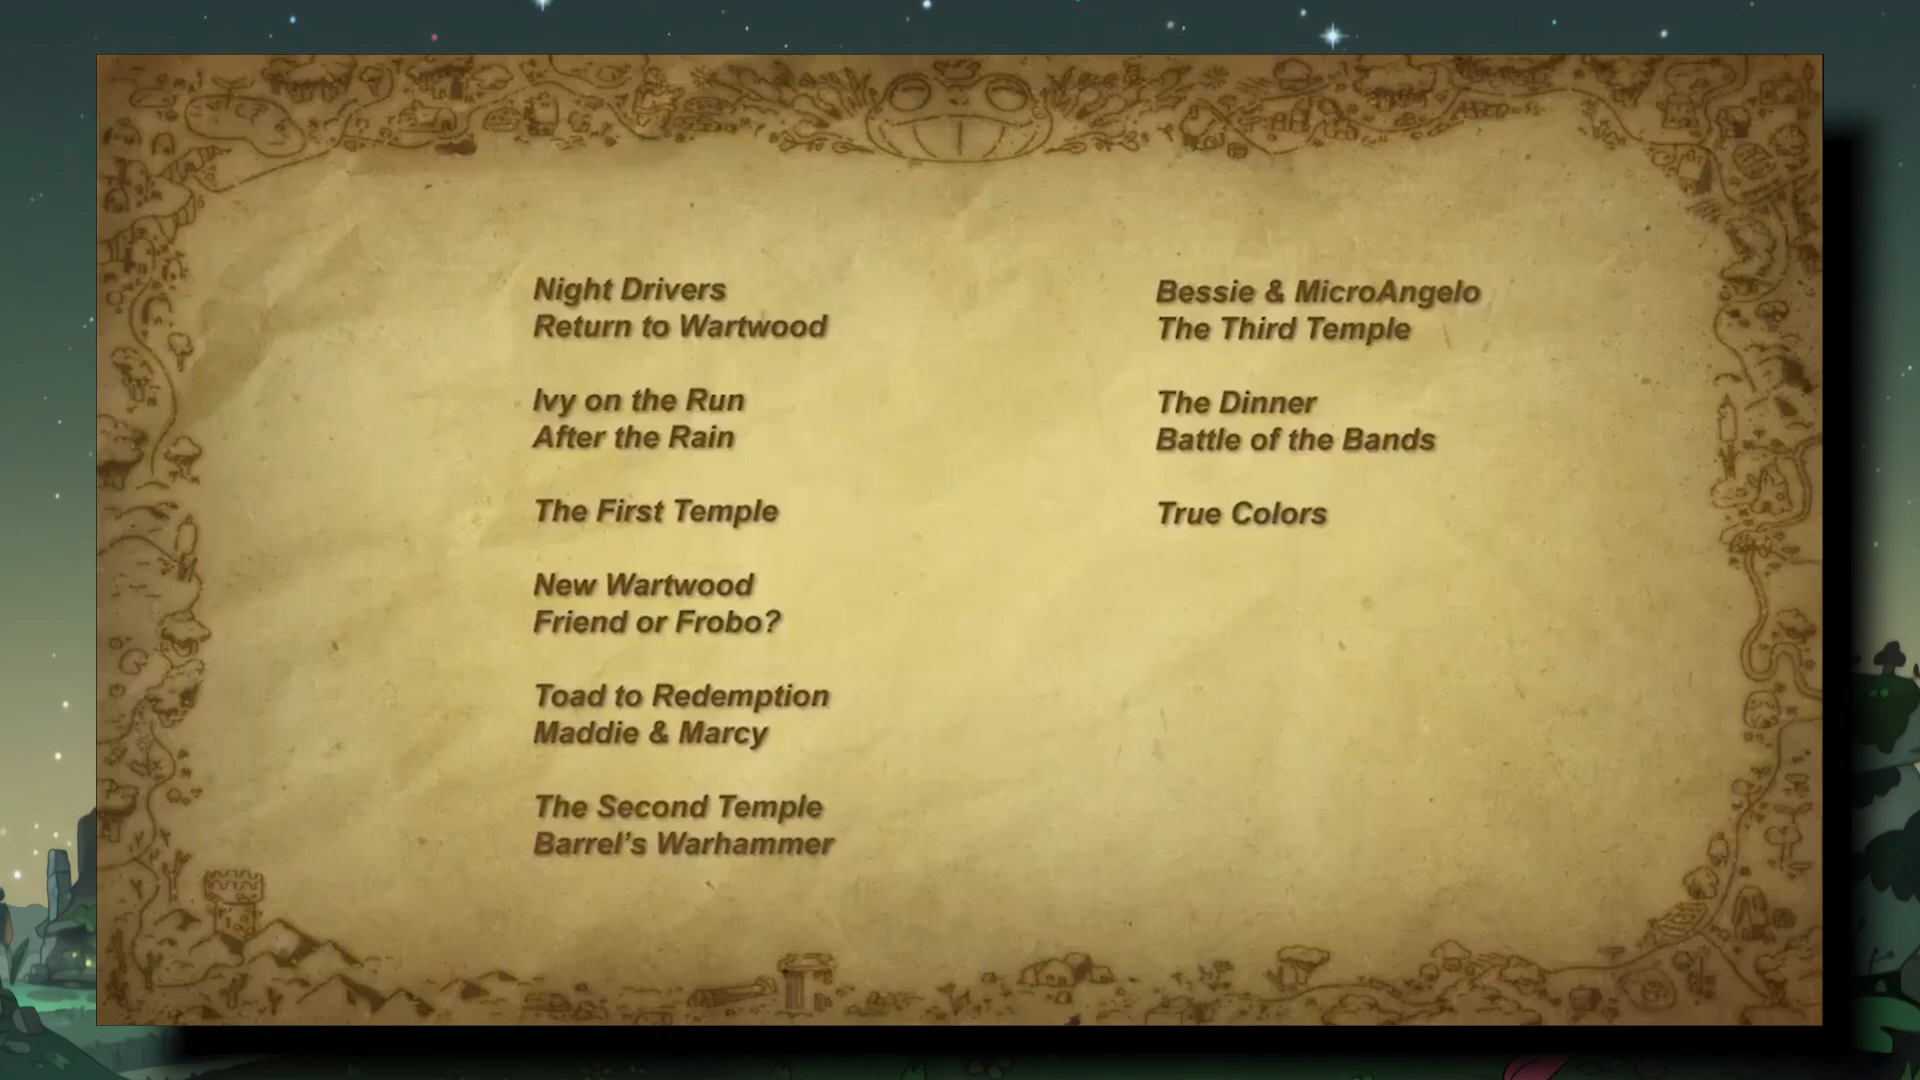 Night Drivers
Return to Wartwood
Ivy on the Run
After the Rain
The First Temple
New Wartwood
Friend or Frobo?
Toad to Redemption
Maddie & Marcy
The Second Temple
Barrel’s Warhammer
Bessie & MicroAngelo
The Third Temple
The Dinner
Battle of the Bands
True Colors